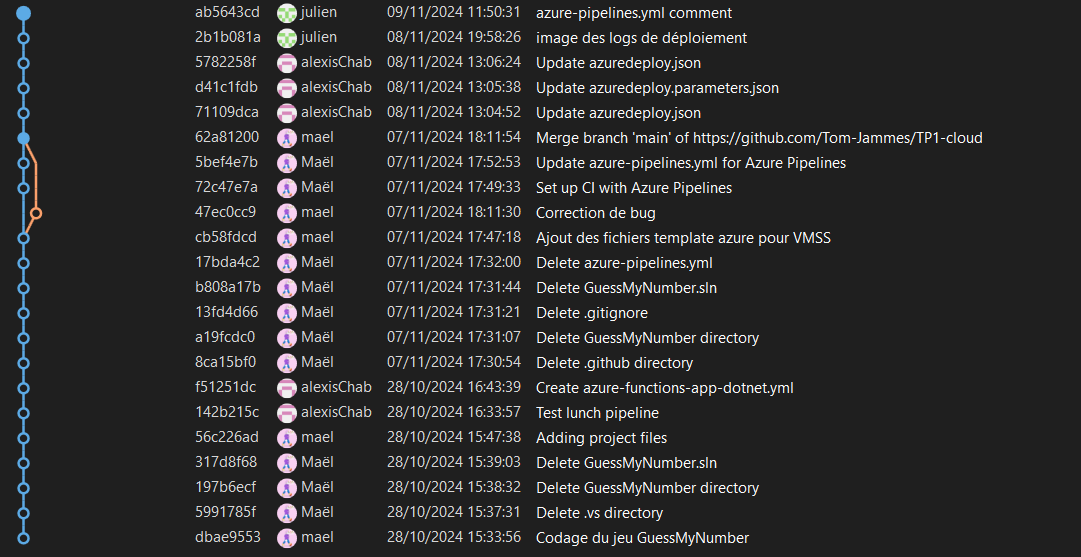 ab5643cd julien 09/11/2024 11:50:31 azure-pipelines.yml comment
2b1b081a julien 08/11/2024 19:58:26 image des logs de déploiement
5782258f alexisChab 08/11/2024 13:06:24 Update azuredeploy.json
d41c1fdb alexisChab 08/11/2024 13:05:38 Update azuredeploy.parameters.json
71109dca alexisChab 08/11/2024 13:04:52 Update azuredeploy.json
62a81200 mael 07/11/2024 18:11:54 Merge branch 'main' of https://github.com/Tom-Jammes/TP1-cloud
5bef4e7b Maël 07/11/2024 17:52:53 Update azure-pipelines.yml for Azure Pipelines
72c47e7a Maël 07/11/2024 17:49:33 Set up CI with Azure Pipelines
47ec0cc9 mael 07/11/2024 18:11:30 Correction de bug
cb58fdcd mael 07/11/2024 17:47:18 Ajout des fichiers template azure pour VMSS
17bda4c2 Maël 07/11/2024 17:32:00 Delete azure-pipelines.yml
b808a17b Maël 07/11/2024 17:31:44 Delete GuessMyNumber.sln
13fd4d66 Maël 07/11/2024 17:31:21 Delete .gitignore
a19fcdc0 Maël 07/11/2024 17:31:07 Delete GuessMyNumber directory
8ca15bf0 Maël 07/11/2024 17:30:54 Delete .github directory
f51251dc alexisChab 28/10/2024 16:43:39 Create azure-functions-app-dotnet.yml
142b215c alexisChab 28/10/2024 16:33:57 Test lunch pipeline
56c226ad mael 28/10/2024 15:47:38 Adding project files
317d8f68 Maël 28/10/2024 15:39:03 Delete GuessMyNumber.sln
197b6ecf Maël 28/10/2024 15:38:32 Delete GuessMyNumber directory
5991785f Maël 28/10/2024 15:37:31 Delete .vs directory
dbae9553 mael 28/10/2024 15:33:56 Codage du jeu GuessMyNumber